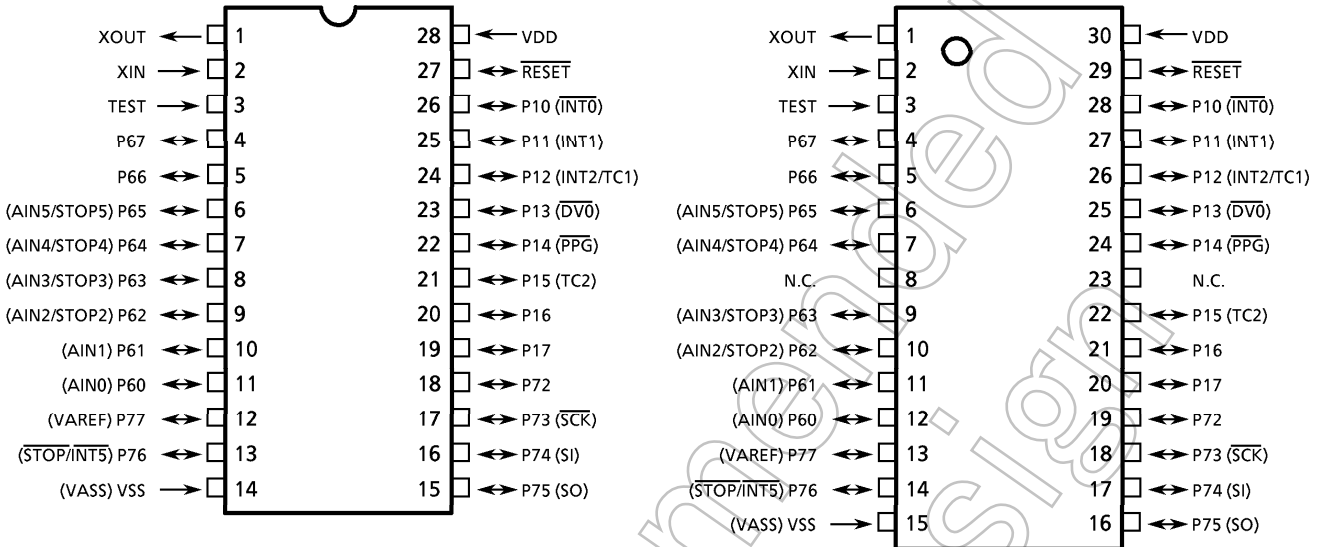 XOUT 1 28 VDD
XIN 2 27 RESET
TEST 3 26 P10 (INT0)
P67 4 25 P11 (INT1)
P66 5 24 P12 (INT2/TC1)
(AIN5/STOP5) P65 6 23 P13 (DV0)
(AIN4/STOP4) P64 7 22 P14 (PPG)
(AIN3/STOP3) P63 8 21 P15 (TC2)
(AIN2/STOP2) P62 9 20 P16
(AIN1) P61 10 19 P17
(AIN0) P60 11 18 P72
(VAREF) P77 12 17 P73 (SCK)
(STOP/INT5) P76 13 16 P74 (SI)
(VASS) VSS 14 15 P75 (SO)
XOUT 1 30 VDD
XIN 2 29 RESET
TEST 3 28 P10 (INT0)
P67 4 27 P11 (INT1)
P66 5 26 P12 (INT2/TC1)
(AIN5/STOP5) P65 6 25 P13 (DV0)
(AIN4/STOP4) P64 7 24 P14 (PPG)
N.C. 8 23 N.C.
(AIN3/STOP3) P63 9 22 P15 (TC2)
(AIN2/STOP2) P62 10 21 P16
(AIN1) P61 11 20 P17
(AIN0) P60 12 19 P72
(VAREF) P77 13 18 P73 (SCK)
(STOP/INT5) P76 14 17 P74 (SI)
(VASS) VSS 15 16 P75 (SO)